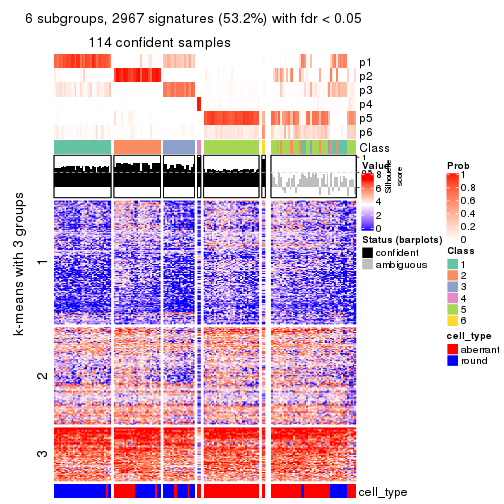 6 subgroups, 2967 signatures (53.2%) with fdr < 0.05
114 confident samples
p1
p2
p3
p4
p5
p6
Class
1
0.5
Silhouette
score
k-means with 3 groups
1
2
3
cell_type
Value
8
6
4
2
0
Status (barplots)
confident
ambiguous
Prob
1
0.8
0.6
0.4
0.2
0
Class
1
2
3
4
5
6
cell_type
aberrant
round